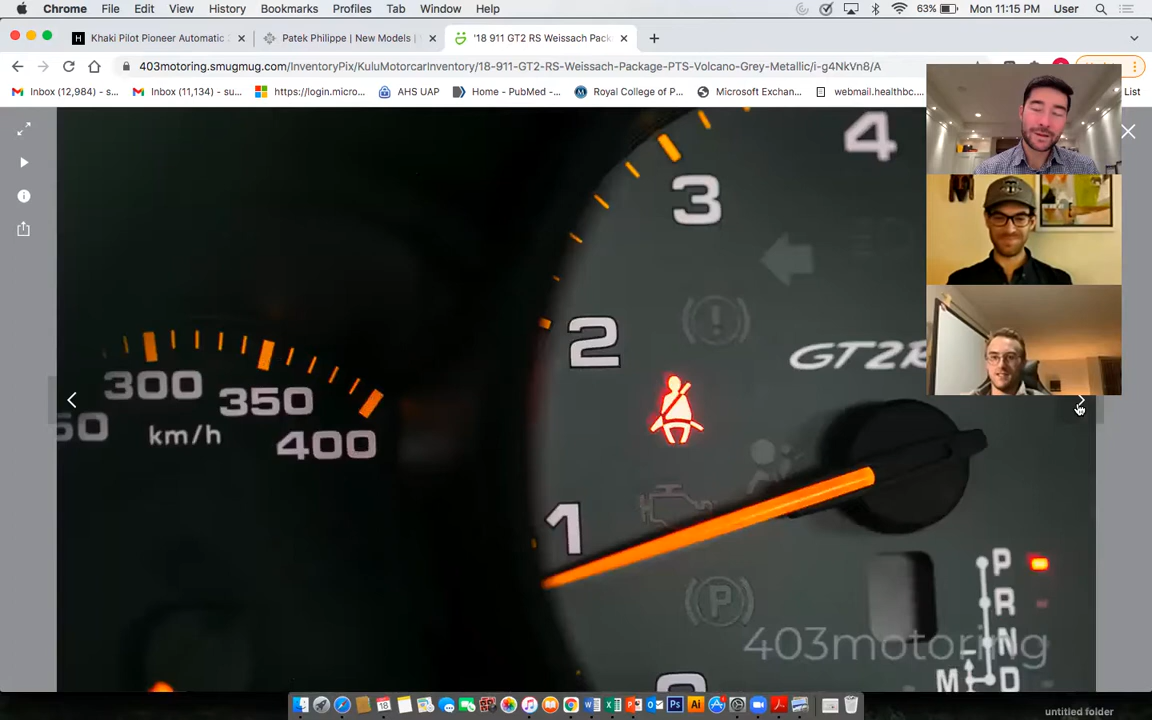 Chrome File Edit View History Bookmarks Profiles Tab Window Help 63% Mon 11:15 PM User
Khaki Pilot Pioneer Automatic
Patek Philippe | New Models |
'18 911 GT2 RS Weissach Pack
403motoring.smugmug.com/InventoryPix/KuluMotorcarInventory/18-911-GT2-RS-Weissach-Package-PTS-Volcano-Grey-Metallic/i-g4NkVn8/A
Inbox (12,984) - s...
Inbox (11,134) - su...
https://login.micro...
AHS UAP
Home - PubMed -...
Royal College of P...
Microsoft Exchan...
webmail.healthbc....
List
4
3
2
GT2R
300
350
50
400
km/h
1
P
R
N
M
D
P
403motoring
18
untitled folder